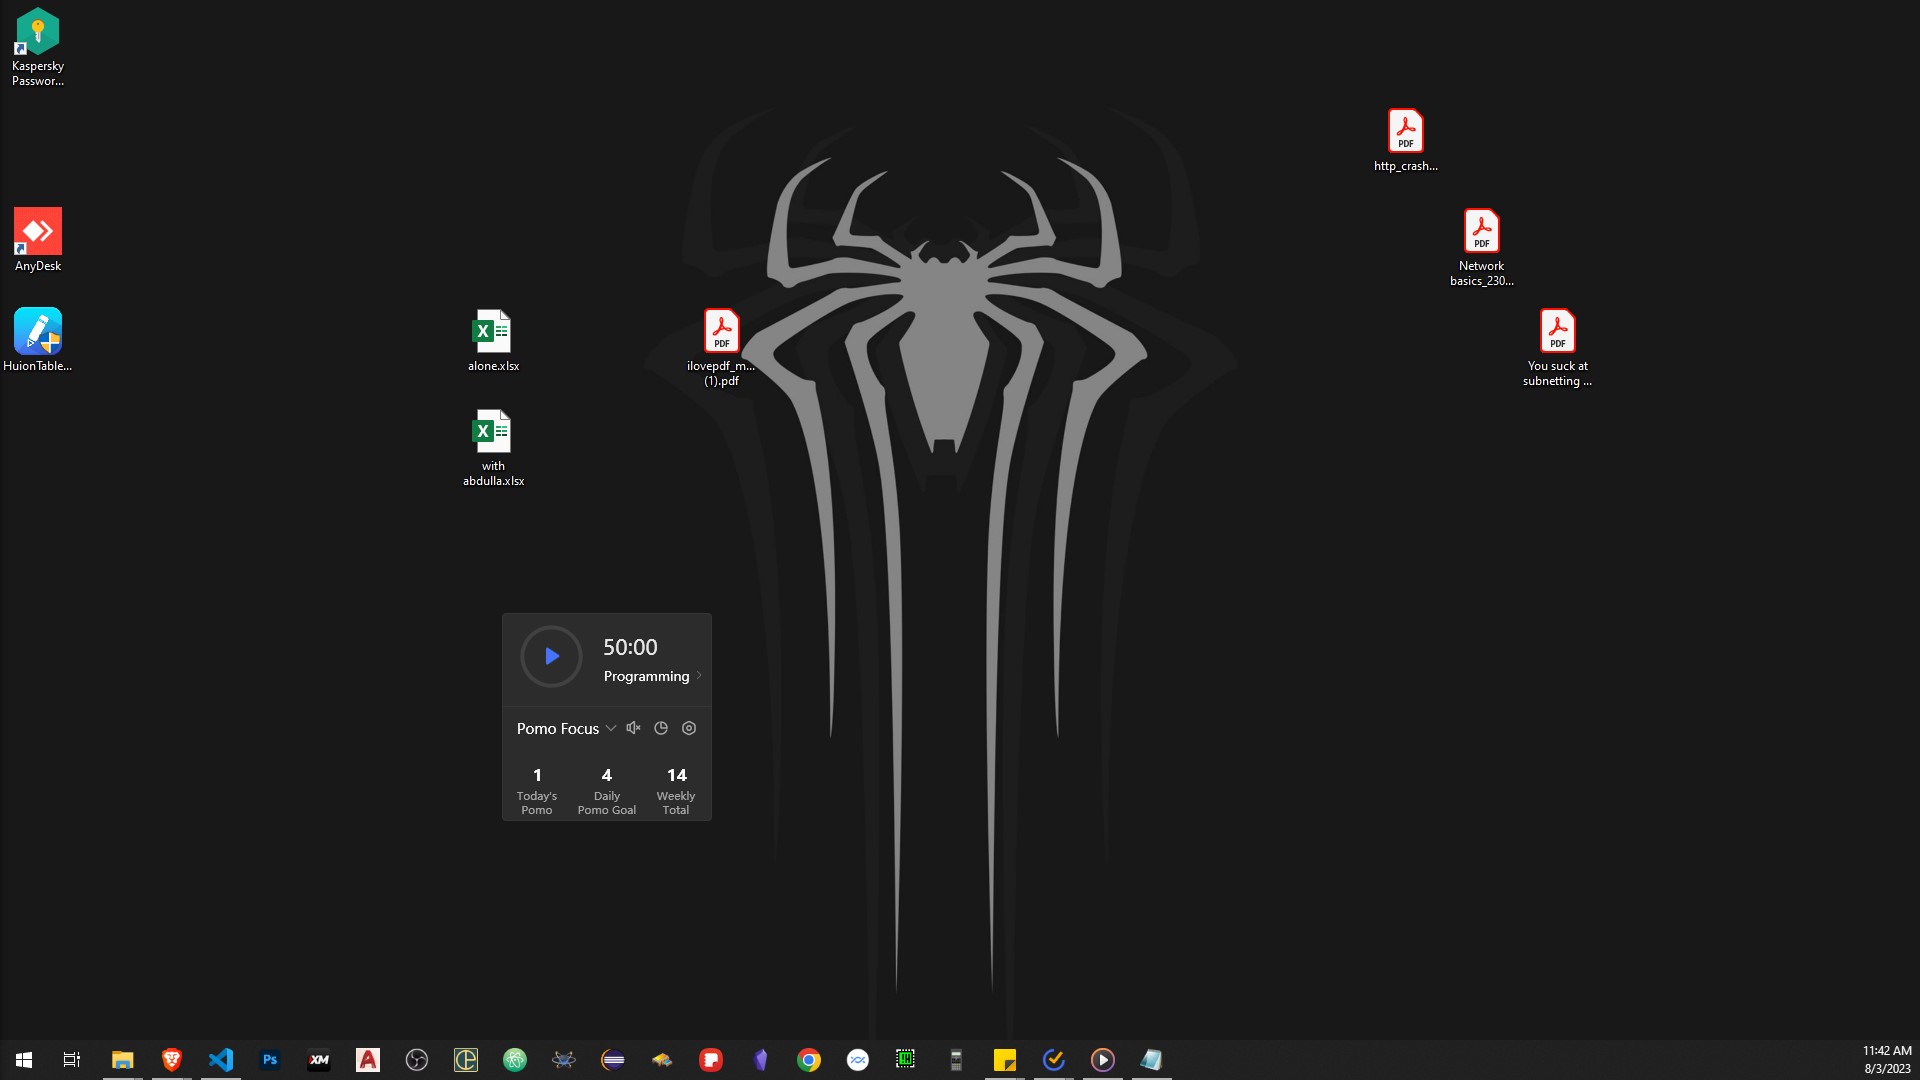 Kaspersky
Passwor...
PDF
http_crash...
AnyDesk
PDF
Network
basics_230...
HuionTable...
X
alone.xlsx
PDF
ilovepdf_m...
(1).pdf
PDF
You suck at
subnetting ...
X
with
abdulla.xlsx
50:00
Programming
Pomo Focus
1
Today's
Pomo
4
Daily
Pomo Goal
14
Weekly
Total
Ps
XM
A
11:42 AM
8/3/2023